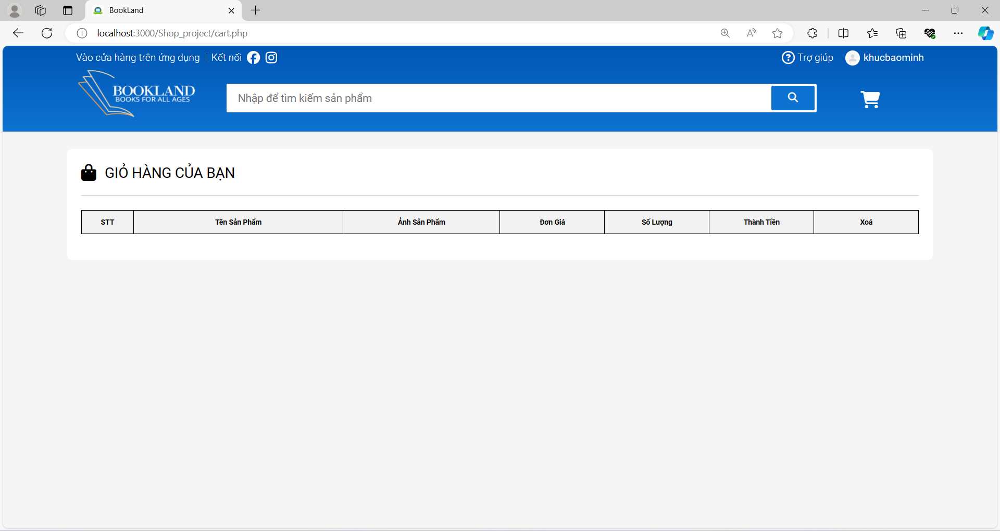 BookLand
localhost:3000/Shop_project/cart.php
Vào cửa hàng trên ứng dụng | Kết nối
Trợ giúp khucbaominh
BOOKLAND
BOOKS FOR ALL AGES
Nhập để tìm kiếm sản phẩm
GIỎ HÀNG CỦA BẠN
STT Tên Sản Phẩm Ảnh Sản Phẩm Đơn Giá Số Lượng Thành Tiền Xoá